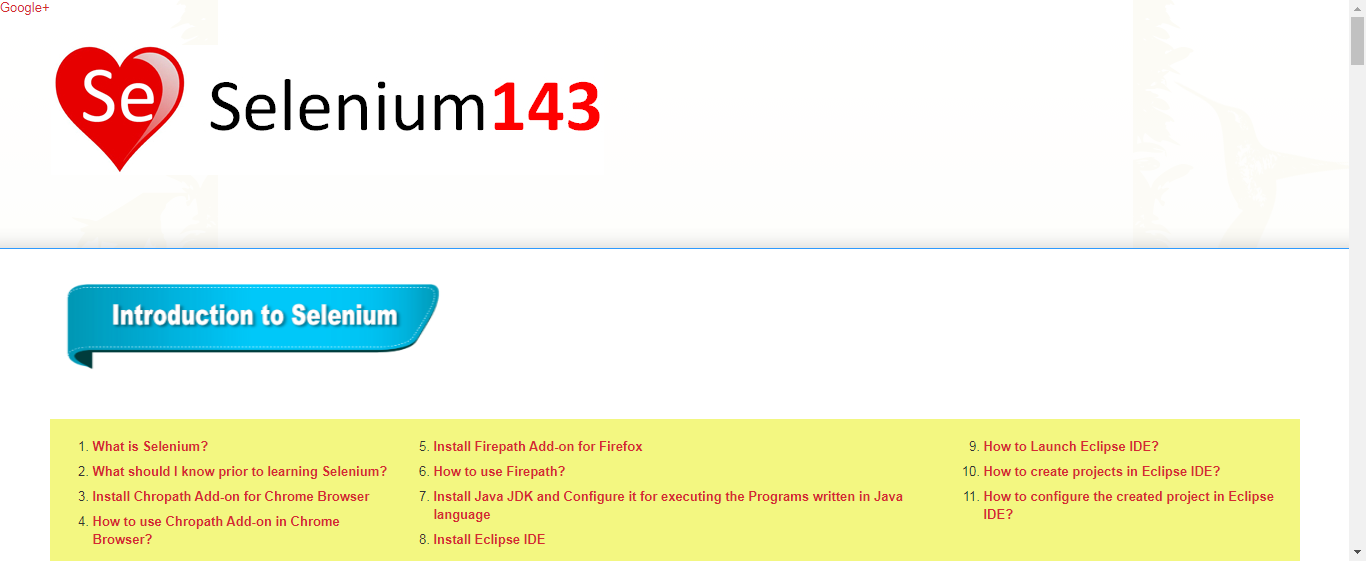 Google+
Se
Selenium143
Introduction to Selenium
1. What is Selenium?
2. What should I know prior to learning Selenium?
3. Install Chropath Add-on for Chrome Browser
4. How to use Chropath Add-on in Chrome
Browser?
5. Install Firepath Add-on for Firefox
6. How to use Firepath?
7. Install Java JDK and Configure it for executing the Programs written in Java
language
8. Install Eclipse IDE
9. How to Launch Eclipse IDE?
10. How to create projects in Eclipse IDE?
11. How to configure the created project in Eclipse
IDE?